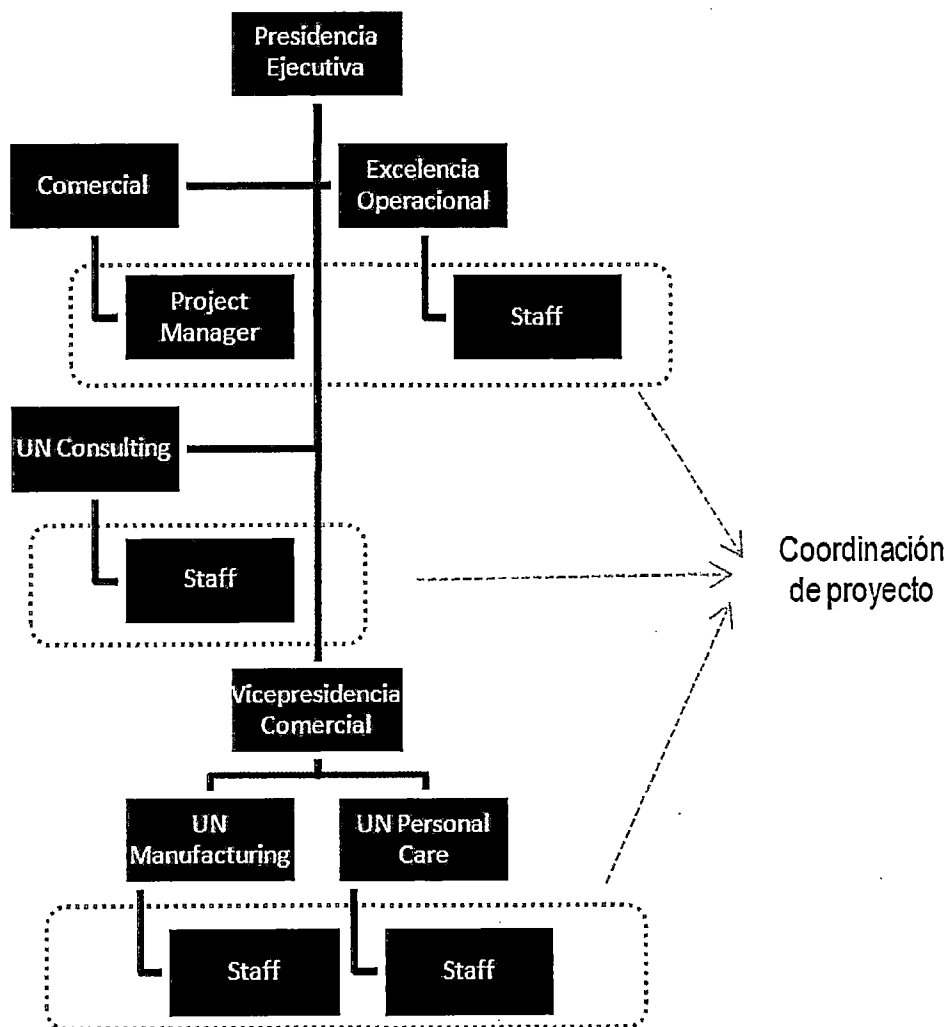 Presidencia
Ejecutiva
Comercial
Excelencia
Operacional
Project
Manager
Staff
UN Consulting
Staff
Coordinación
de proyecto
Vicepresidencia
Comercial
UN
Manufacturing
UN Personal
Care
Staff
Staff